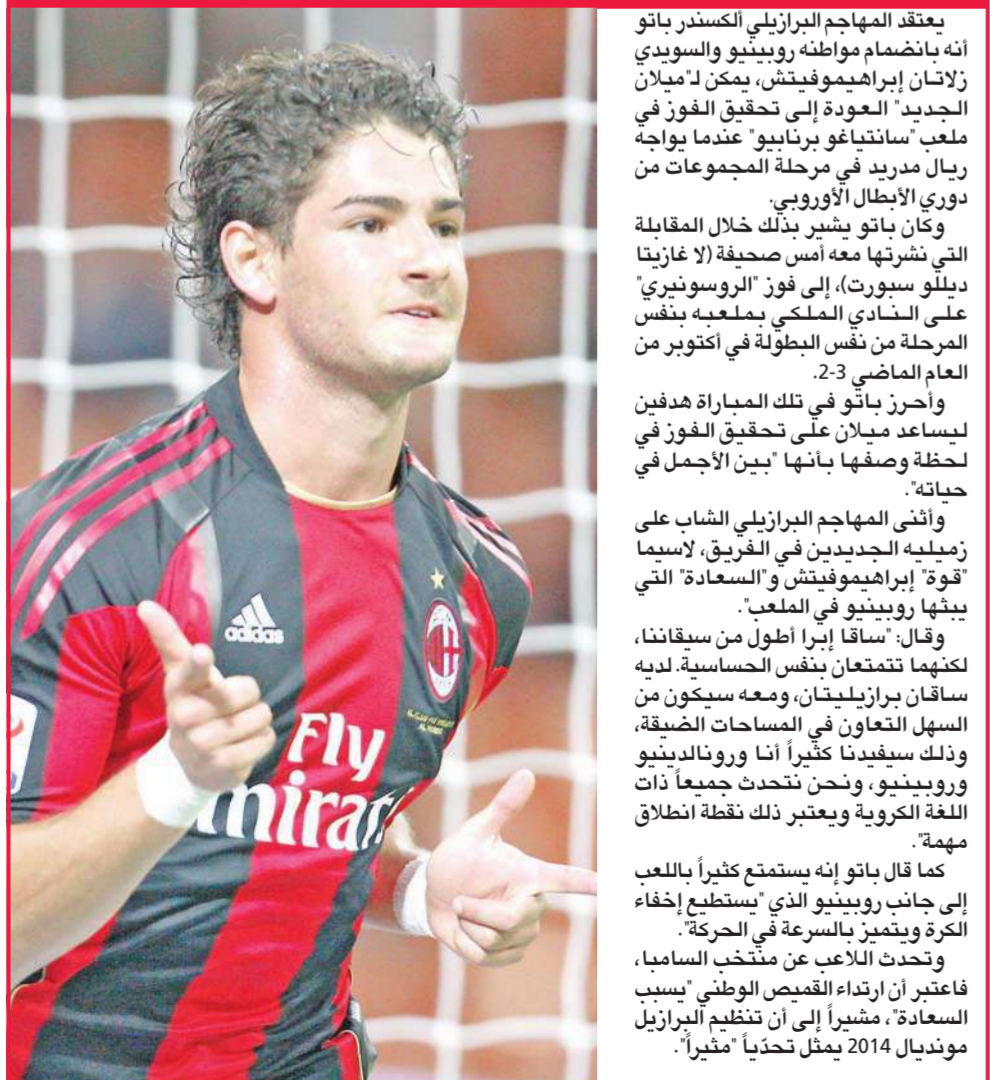 يعتقد المهاجم البرازيلي ألكسندر باتو
أنه بانضمام مواطنه روبينيو والسويدي
زلاتان إبراهيموفيتش، يمكن لـ"ميلان
الجديد" العودة إلى تحقيق الفوز في
ملعب "سانتياغو برنابيو" عندما يواجه
ريال مدريد في مرحلة المجموعات من
دوري الأبطال الأوروبي.
وكان باتو يشير بذلك خلال المقابلة
التي نشرتها معه أمس صحيفة (لا غازيتا
ديللو سبورت)، إلى فوز "الروسونيري"
على النادي الملكي بملعبه بنفس
المرحلة من نفس البطولة في أكتوبر من
العام الماضي 3-2.
وأحرز باتو في تلك المباراة هدفين
ليساعد ميلان على تحقيق الفوز في
لحظة وصفها بأنها "بين الأجمل في
حياته".
وأثنى المهاجم البرازيلي الشاب على
زميليه الجديدين في الفريق، لاسيما
"قوة" إبراهيموفيتش و"السعادة" التي
يبثها روبينيو في الملعب".
وقال: "ساقا إبرا أطول من سيقاننا،
لكنهما تتمتعان بنفس الحساسية. لديه
ساقان برازيليتان، ومعه سيكون من
السهل التعاون في المساحات الضيقة،
وذلك سيفيدنا كثيراً أنا ورونالدينيو
وروبينيو، ونحن نتحدث جميعاً ذات
اللغة الكروية ويعتبر ذلك نقطة انطلاق
مهمة".
كما قال باتو إنه يستمتع كثيراً باللعب
إلى جانب روبينيو الذي "يستطيع إخفاء
الكرة ويتميز بالسرعة في الحركة".
وتحدث اللاعب عن منتخب السامبا،
فاعتبر أن ارتداء القميص الوطني "يسبب
السعادة"، مشيراً إلى أن تنظيم البرازيل
مونديال 2014 يمثل تحدّياً "مثيراً".
adidas
Fly
mirat